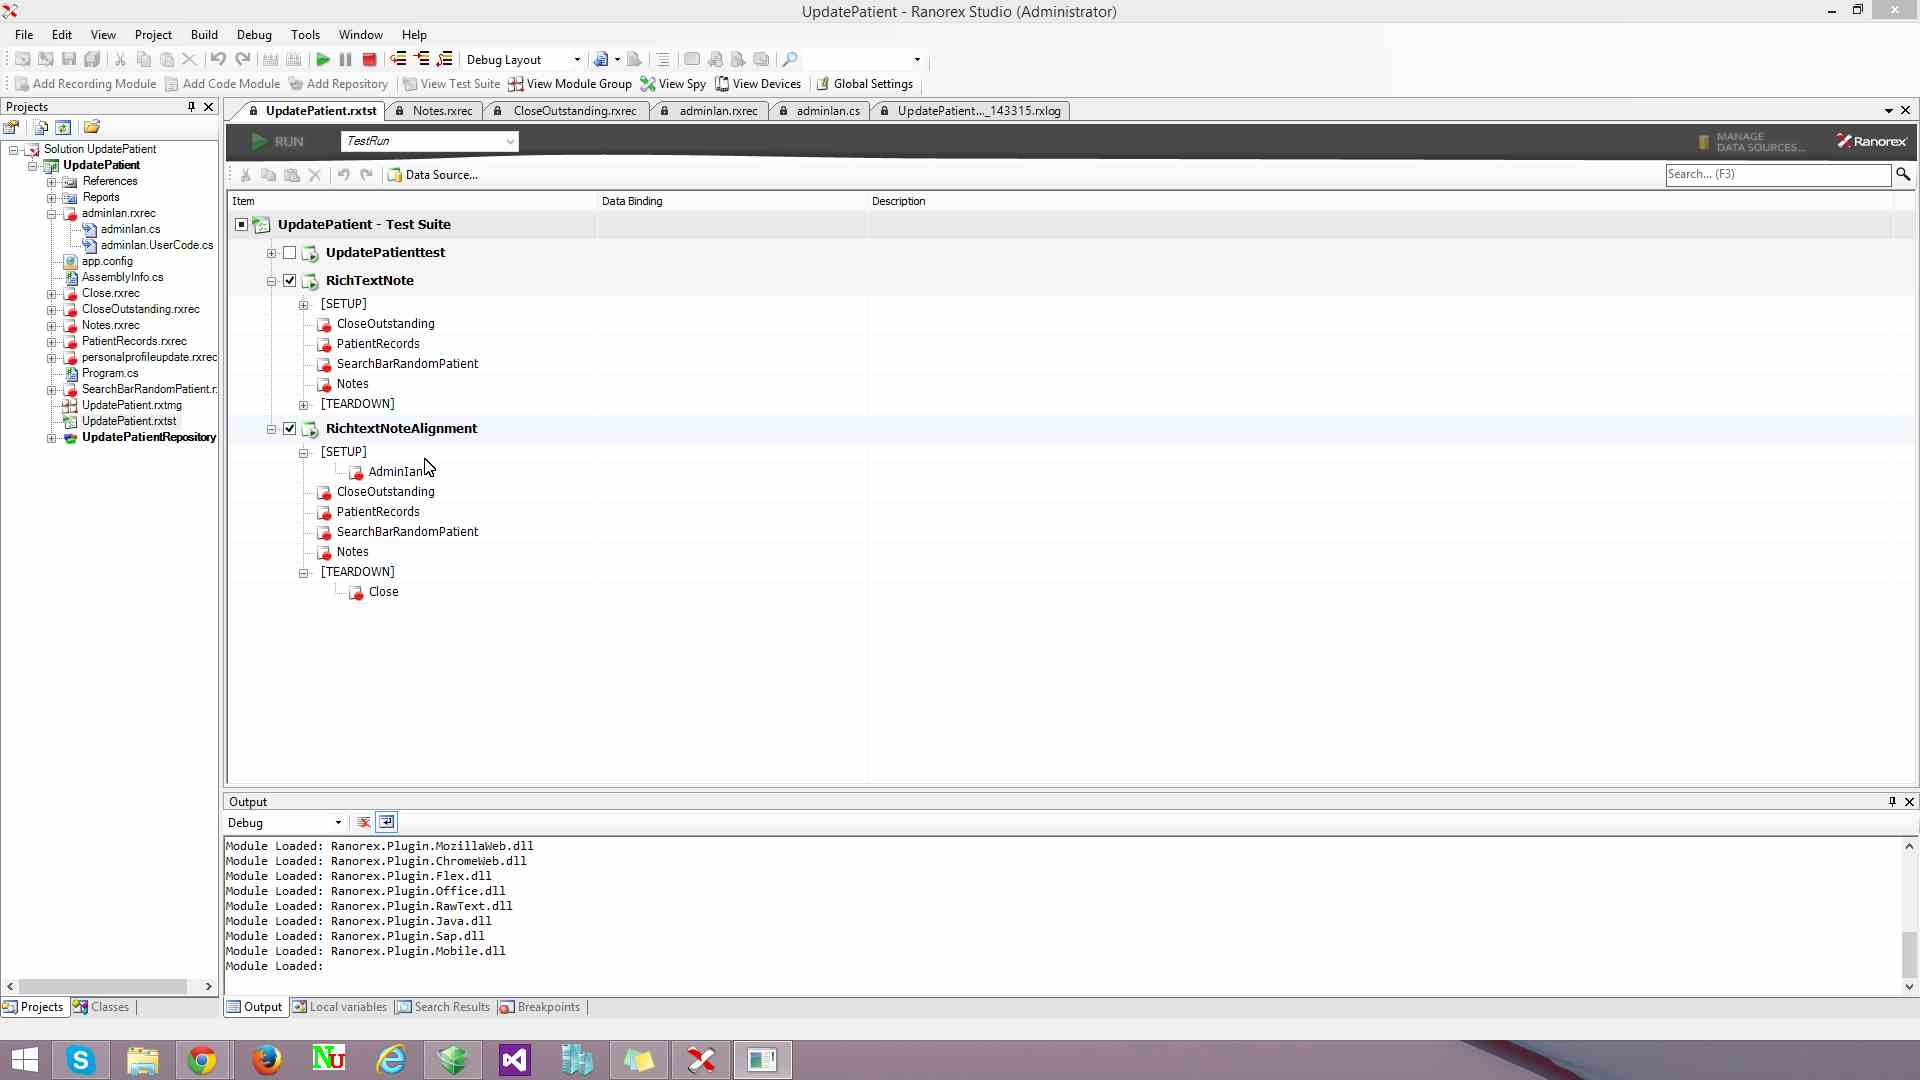 UpdatePatient - Ranorex Studio (Administrator)
File Edit View Project Build Debug Tools Window Help
Debug Layout
Add Recording Module Add Code Module Add Repository View Test Suite View Module Group View Spy View Devices Global Settings
Projects
UpdatePatient.rxtst Notes.rxrec CloseOutstanding.rxrec adminIan.rxrec adminIan.cs UpdatePatient..._143315.rxlog
RUN TestRun MANAGE DATA SOURCES... Ranorex
Data Source... Search... (F3)
Item Data Binding Description
Solution UpdatePatient
UpdatePatient
References
Reports
adminIan.rxrec
adminIan.cs
adminIan.UserCode.cs
app.config
AssemblyInfo.cs
Close.rxrec
CloseOutstanding.rxrec
Notes.rxrec
PatientRecords.rxrec
personalprofileupdate.rxrec
Program.cs
SearchBarRandomPatient.r
UpdatePatient.rxtmg
UpdatePatient.rxtst
UpdatePatientRepository
UpdatePatient - Test Suite
UpdatePatienttest
RichTextNote
[SETUP]
CloseOutstanding
PatientRecords
SearchBarRandomPatient
Notes
[TEARDOWN]
RichtextNoteAlignment
[SETUP]
AdminIan
CloseOutstanding
PatientRecords
SearchBarRandomPatient
Notes
[TEARDOWN]
Close
Output
Debug
Module Loaded: Ranorex.Plugin.MozillaWeb.dll
Module Loaded: Ranorex.Plugin.ChromeWeb.dll
Module Loaded: Ranorex.Plugin.Flex.dll
Module Loaded: Ranorex.Plugin.Office.dll
Module Loaded: Ranorex.Plugin.RawText.dll
Module Loaded: Ranorex.Plugin.Java.dll
Module Loaded: Ranorex.Plugin.Sap.dll
Module Loaded: Ranorex.Plugin.Mobile.dll
Module Loaded:
Projects Classes
Output Local variables Search Results Breakpoints
Nu